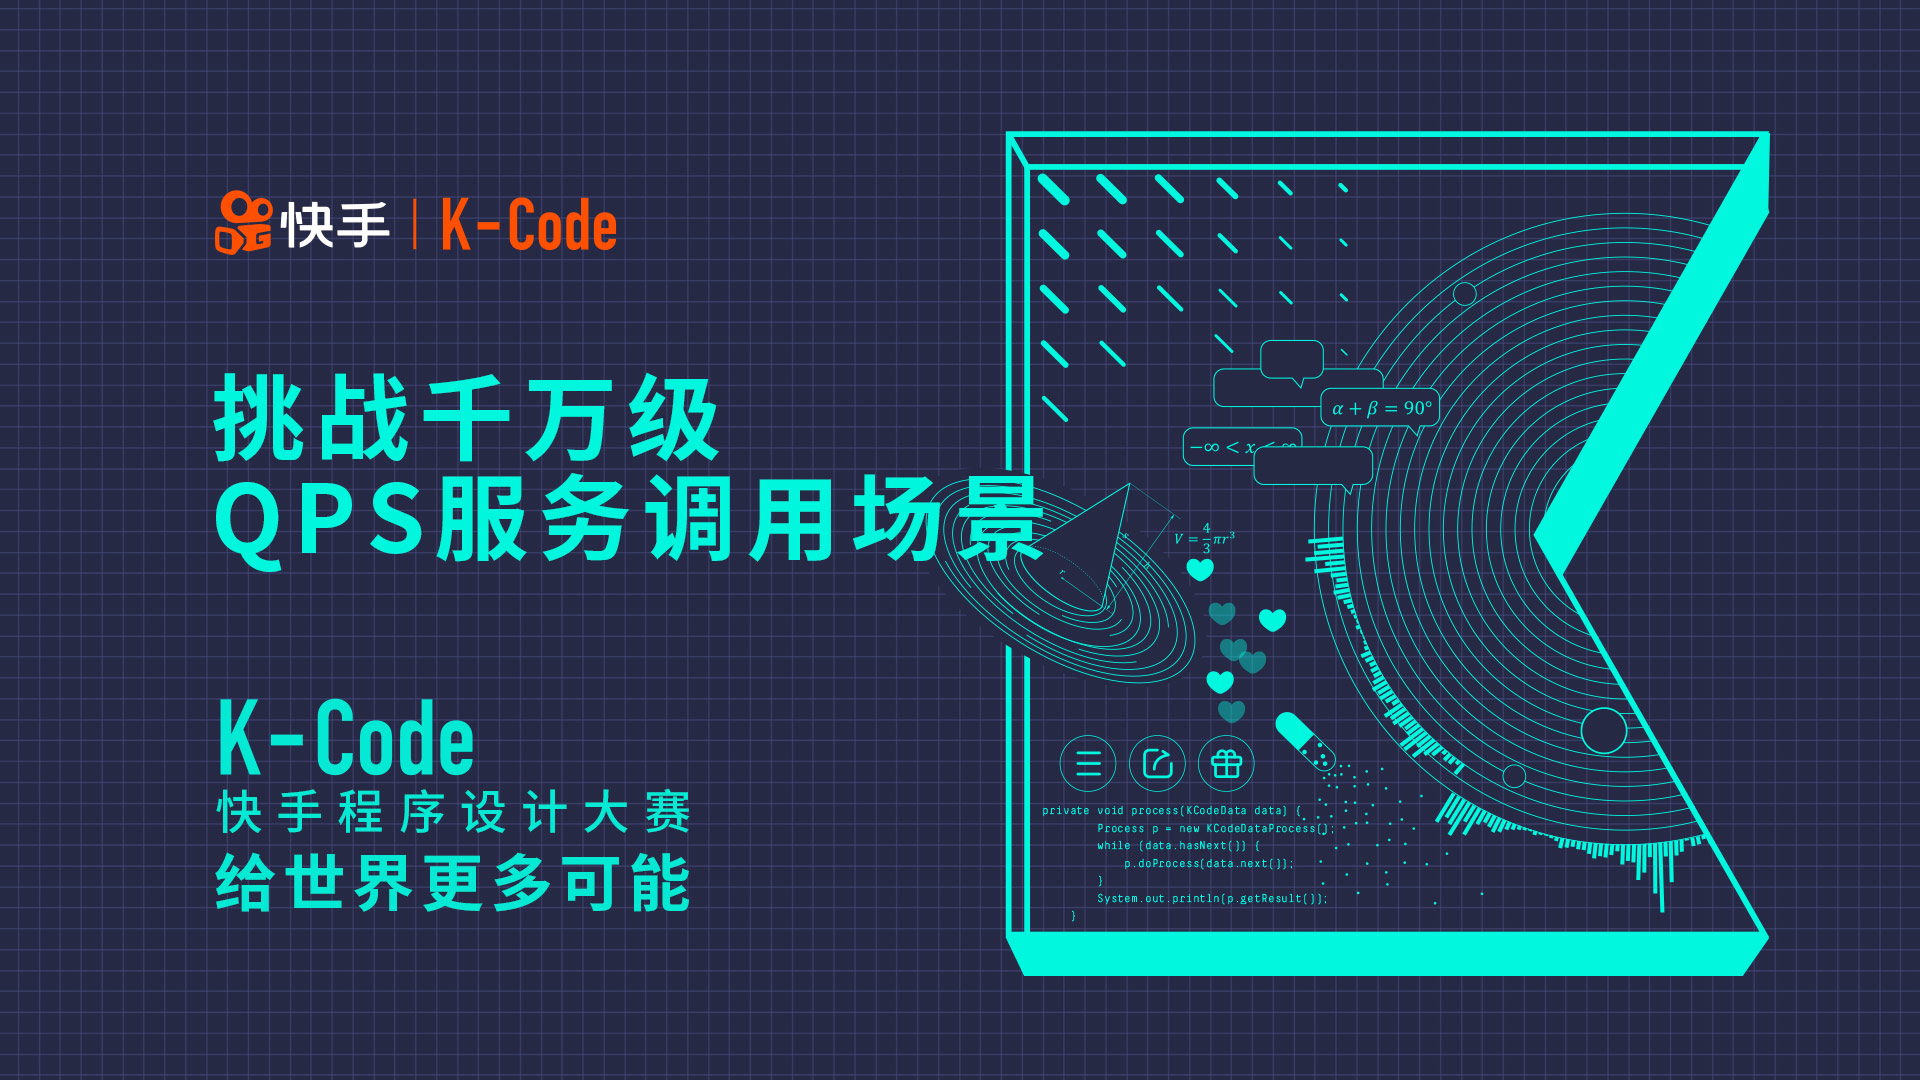 快手 | K-Code
挑战千万级
QPS服务调用场景
K-Code
快手程序设计大赛
给世界更多可能
α + β = 90°
−∞ < x < ∞
V = 4/3 πr³
r
r
h
private void process(KCodeData data) {
Process p = new KCodeDataProcess();
while (data.hasNext()) {
p.doProcess(data.next());
}
System.out.println(p.getResult());
}